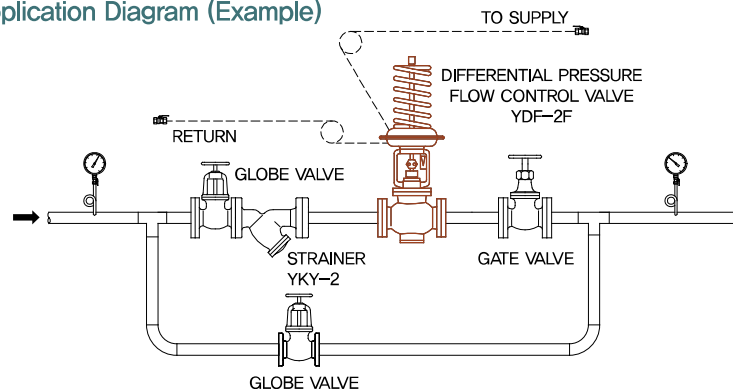 plication Diagram (Example)
TO SUPPLY
DIFFERENTIAL PRESSURE
FLOW CONTROL VALVE
YDF-2F
RETURN
GLOBE VALVE
STRAINER
YKY-2
GATE VALVE
GLOBE VALVE